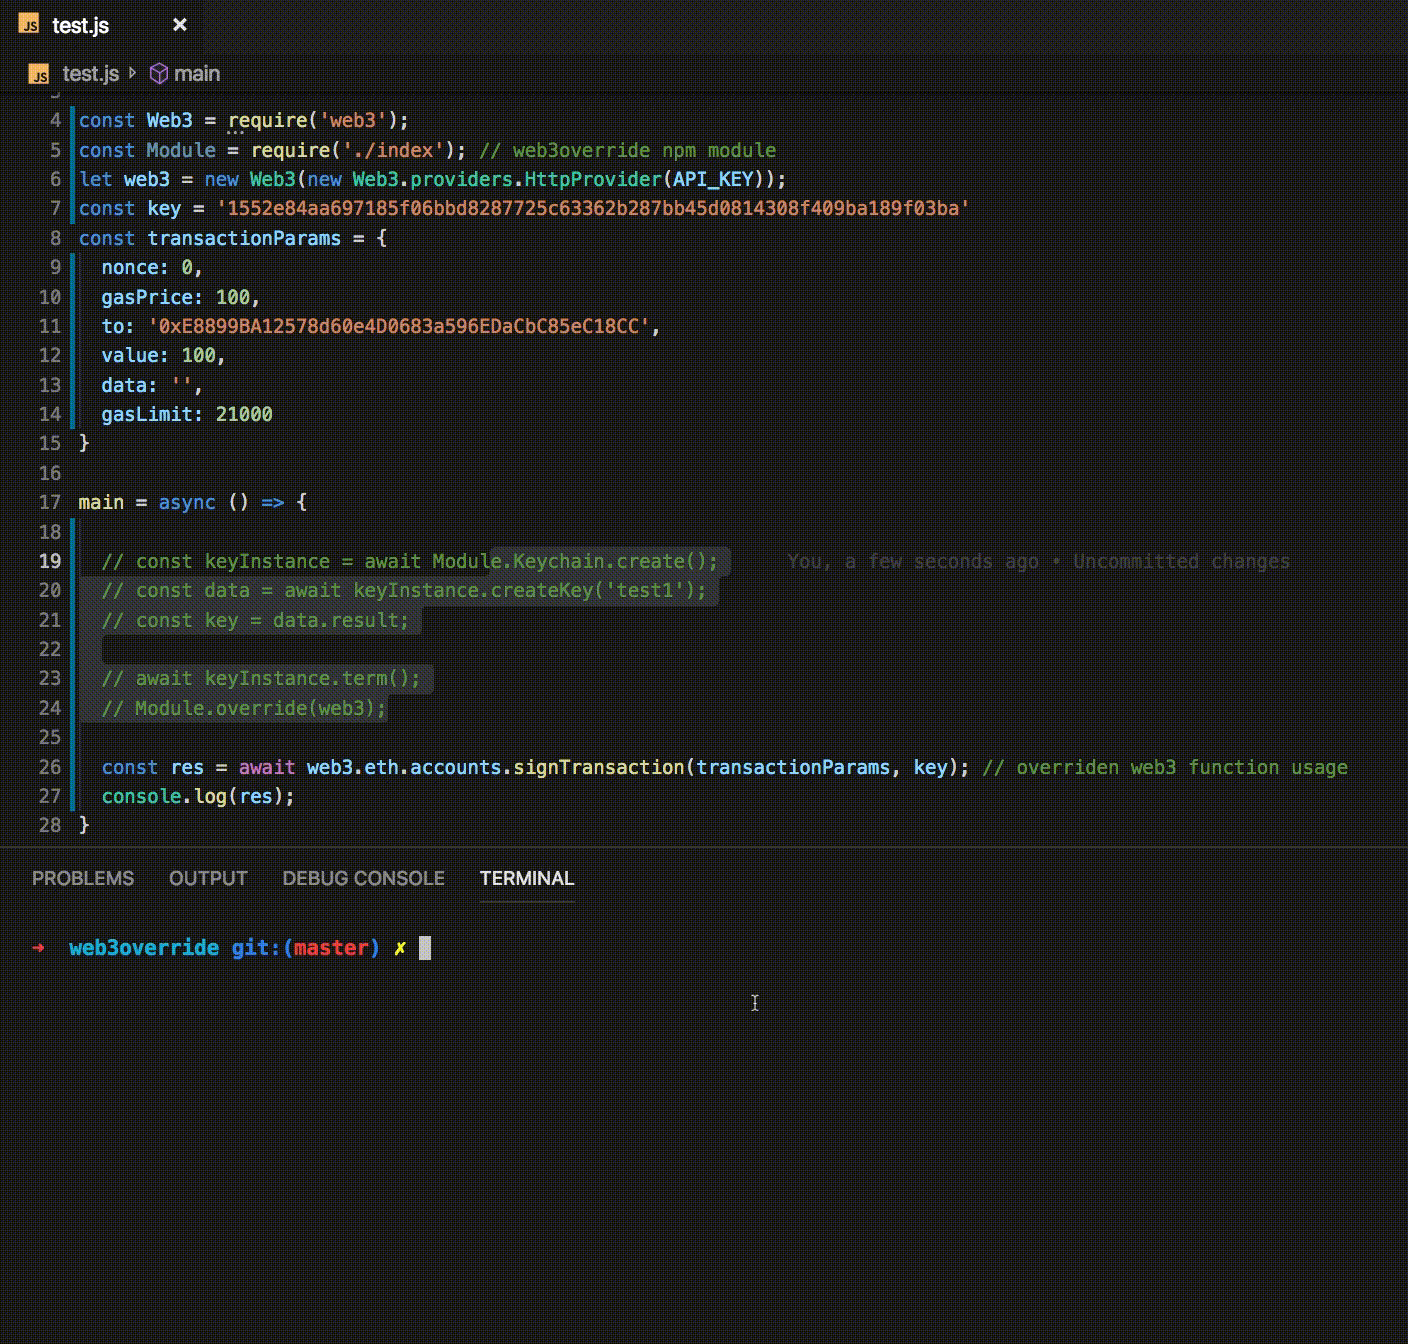 JS test.js ×
JS test.js main
4 const Web3 = require('web3');
5 const Module = require('./index'); // web3override npm module
6 let web3 = new Web3(new Web3.providers.HttpProvider(API_KEY));
7 const key = '1552e84aa697185f06bbd8287725c63362b287bb45d0814308f409ba189f03ba'
8 const transactionParams = {
9 nonce: 0,
10 gasPrice: 100,
11 to: '0xE8899BA12578d60e4D0683a596EDaCbC85eC18CC',
12 value: 100,
13 data: '',
14 gasLimit: 21000
15 }
16
17 main = async () => {
18
19 // const keyInstance = await Module.Keychain.create(); You, a few seconds ago • Uncommitted changes
20 // const data = await keyInstance.createKey('test1');
21 // const key = data.result;
22
23 // await keyInstance.term();
24 // Module.override(web3);
25
26 const res = await web3.eth.accounts.signTransaction(transactionParams, key); // overriden web3 function usage
27 console.log(res);
28 }
PROBLEMS OUTPUT DEBUG CONSOLE TERMINAL
➜ web3override git:(master) ✗